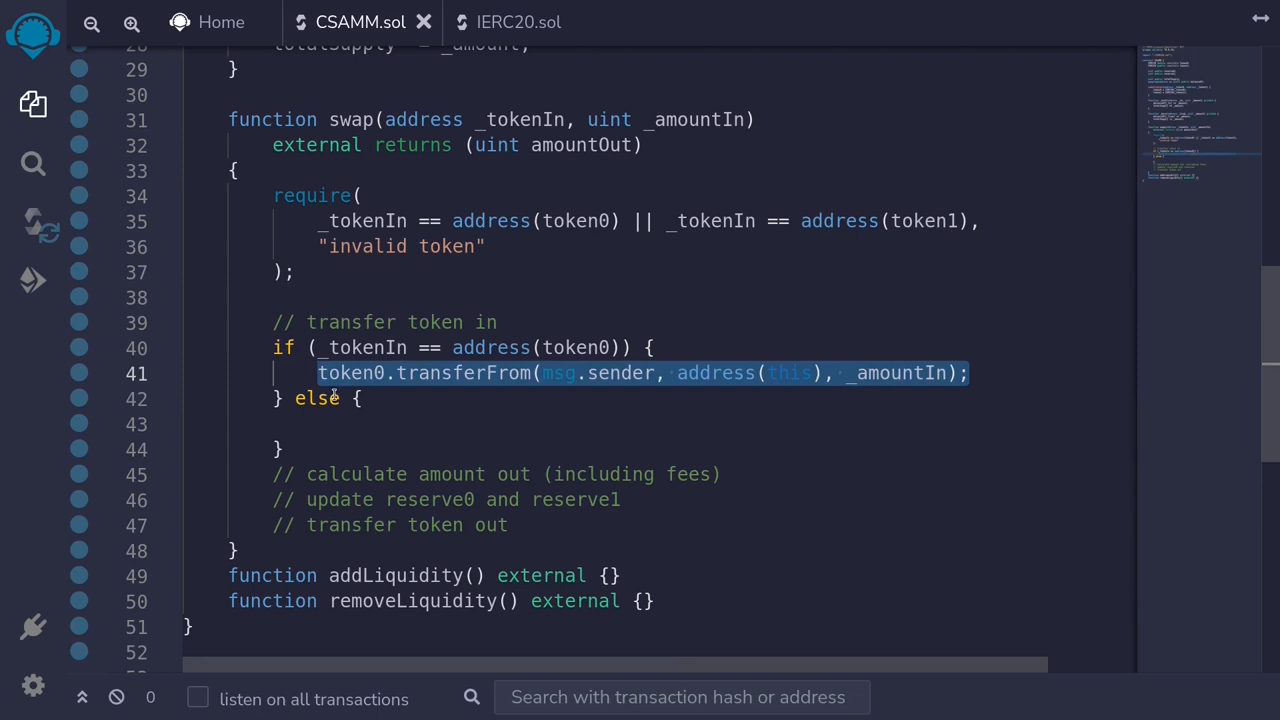 Home
CSAMM.sol
IERC20.sol
29 }
30
31 function swap(address _tokenIn, uint _amountIn)
32 external returns (uint amountOut)
33 {
34 require(
35 _tokenIn == address(token0) || _tokenIn == address(token1),
36 "invalid token"
37 );
38
39 // transfer token in
40 if (_tokenIn == address(token0)) {
41 token0.transferFrom(msg.sender, address(this), _amountIn);
42 } else {
43
44 }
45 // calculate amount out (including fees)
46 // update reserve0 and reserve1
47 // transfer token out
48 }
49 function addLiquidity() external {}
50 function removeLiquidity() external {}
51 }
52
0
listen on all transactions
Search with transaction hash or address